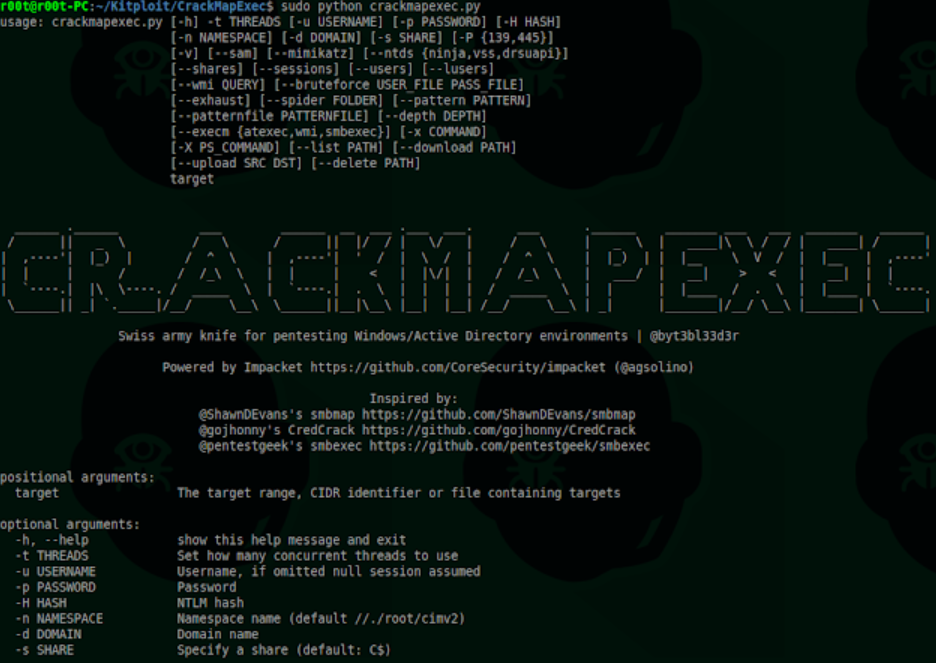 r00t@r00t-PC:~/Kitploit/CrackMapExec$ sudo python crackmapexec.py
usage: crackmapexec.py [-h] -t THREADS [-u USERNAME] [-p PASSWORD] [-H HASH]
[-n NAMESPACE] [-d DOMAIN] [-s SHARE] [-P {139,445}]
[-v] [--sam] [--mimikatz] [--ntds {ninja,vss,drsuapi}]
[--shares] [--sessions] [--users] [--lusers]
[--wmi QUERY] [--bruteforce USER_FILE PASS_FILE]
[--exhaust] [--spider FOLDER] [--pattern PATTERN]
[--patternfile PATTERNFILE] [--depth DEPTH]
[--execm {atexec,wmi,smbexec}] [-x COMMAND]
[-X PS_COMMAND] [--list PATH] [--download PATH]
[--upload SRC DST] [--delete PATH]
target
CRACKMAPEXEC
Swiss army knife for pentesting Windows/Active Directory environments | @byt3bl33d3r
Powered by Impacket https://github.com/CoreSecurity/impacket (@agsolino)
Inspired by:
@ShawnDEvans's smbmap https://github.com/ShawnDEvans/smbmap
@gojhonny's CredCrack https://github.com/gojhonny/CredCrack
@pentestgeek's smbexec https://github.com/pentestgeek/smbexec
positional arguments:
target The target range, CIDR identifier or file containing targets
optional arguments:
-h, --help show this help message and exit
-t THREADS Set how many concurrent threads to use
-u USERNAME Username, if omitted null session assumed
-p PASSWORD Password
-H HASH NTLM hash
-n NAMESPACE Namespace name (default //./root/cimv2)
-d DOMAIN Domain name
-s SHARE Specify a share (default: C$)